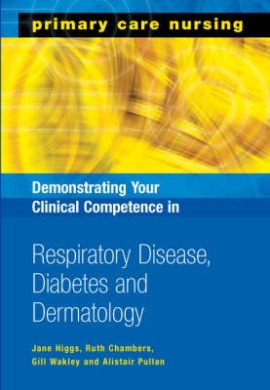 primary care nursing
Demonstrating Your
Clinical Competence in
Respiratory Disease,
Diabetes and
Dermatology
Jane Higgs, Ruth Chambers,
Gill Wakley and Alistair Pullan